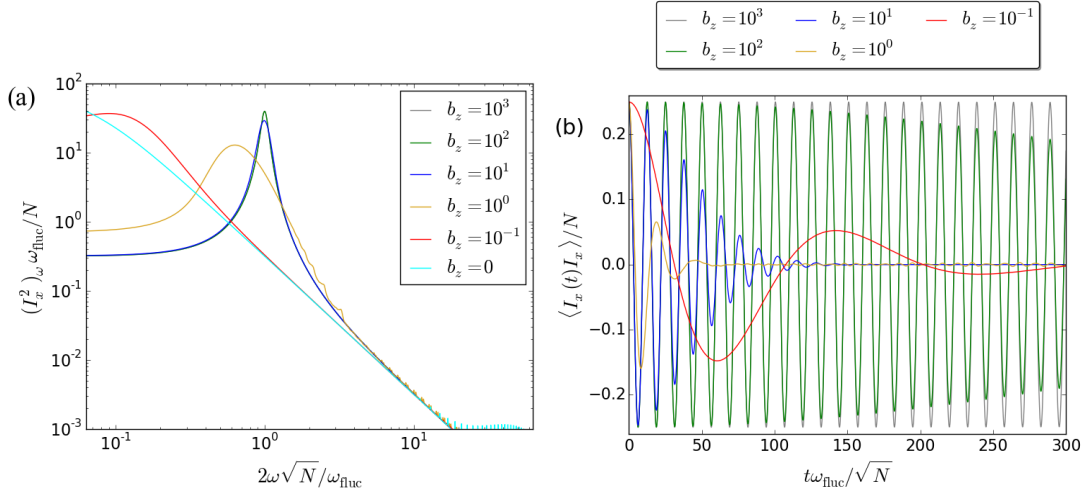 (a)
10^2
10^1
10^0
10^-1
10^-2
10^-3
(I_x^2)_ω ω_fluc/N
b_z = 10^3
b_z = 10^2
b_z = 10^1
b_z = 10^0
b_z = 10^-1
b_z = 0
10^-1 10^0 10^1
2ω√N/ω_fluc
b_z = 10^3 b_z = 10^1 b_z = 10^-1
b_z = 10^2 b_z = 10^0
(b)
0.2
0.1
0.0
−0.1
−0.2
⟨I_x(t)I_x⟩/N
0 50 100 150 200 250 300
tω_fluc/√N